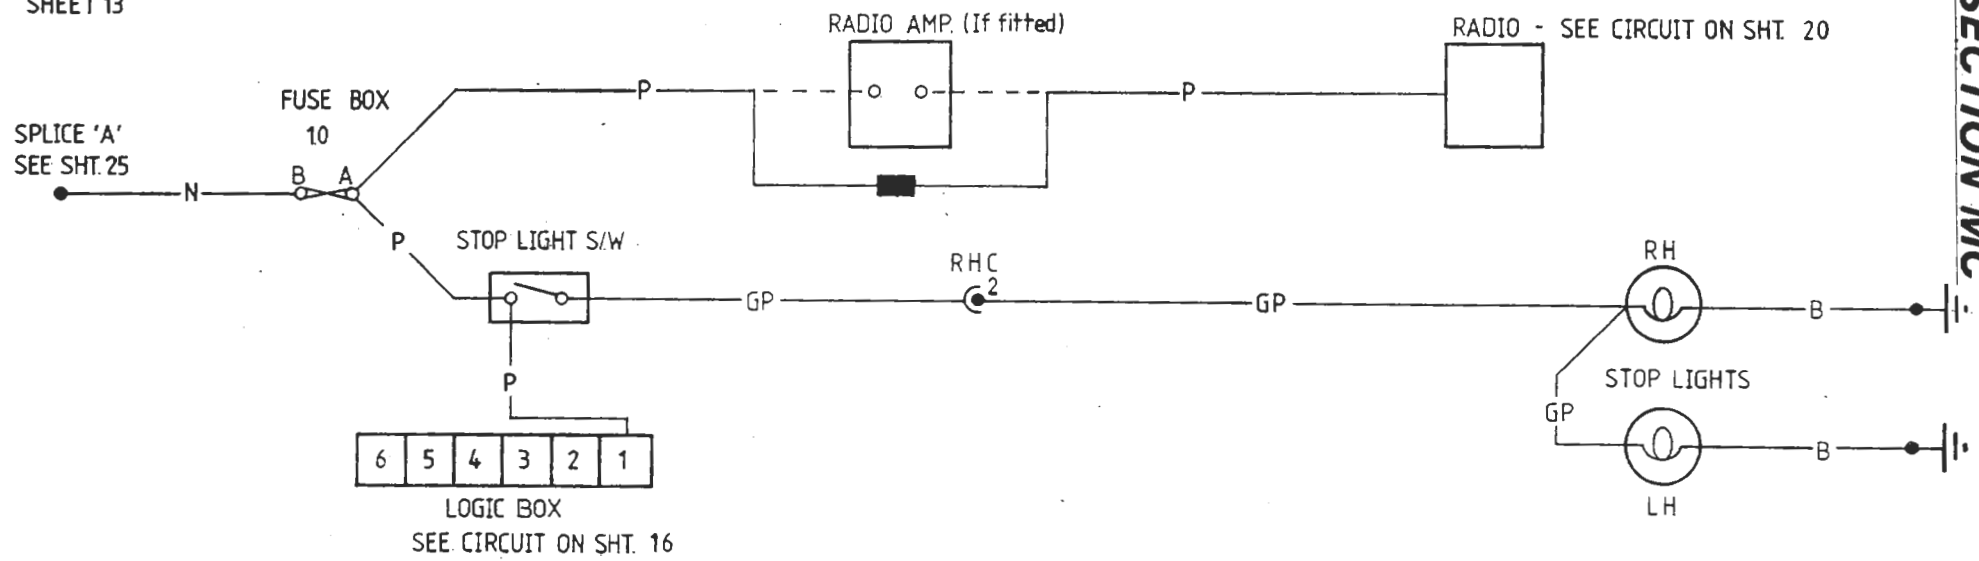 SHEET 13
RADIO AMP. (If fitted)
RADIO - SEE CIRCUIT ON SHT. 20
SECTION MC
FUSE BOX
10
SPLICE 'A'
SEE SHT. 25
P
P
B A
N
P
STOP LIGHT S/W
RHC
2
RH
GP
GP
B
P
STOP LIGHTS
GP
B
6 5 4 3 2 1
LOGIC BOX
LH
SEE CIRCUIT ON SHT. 16